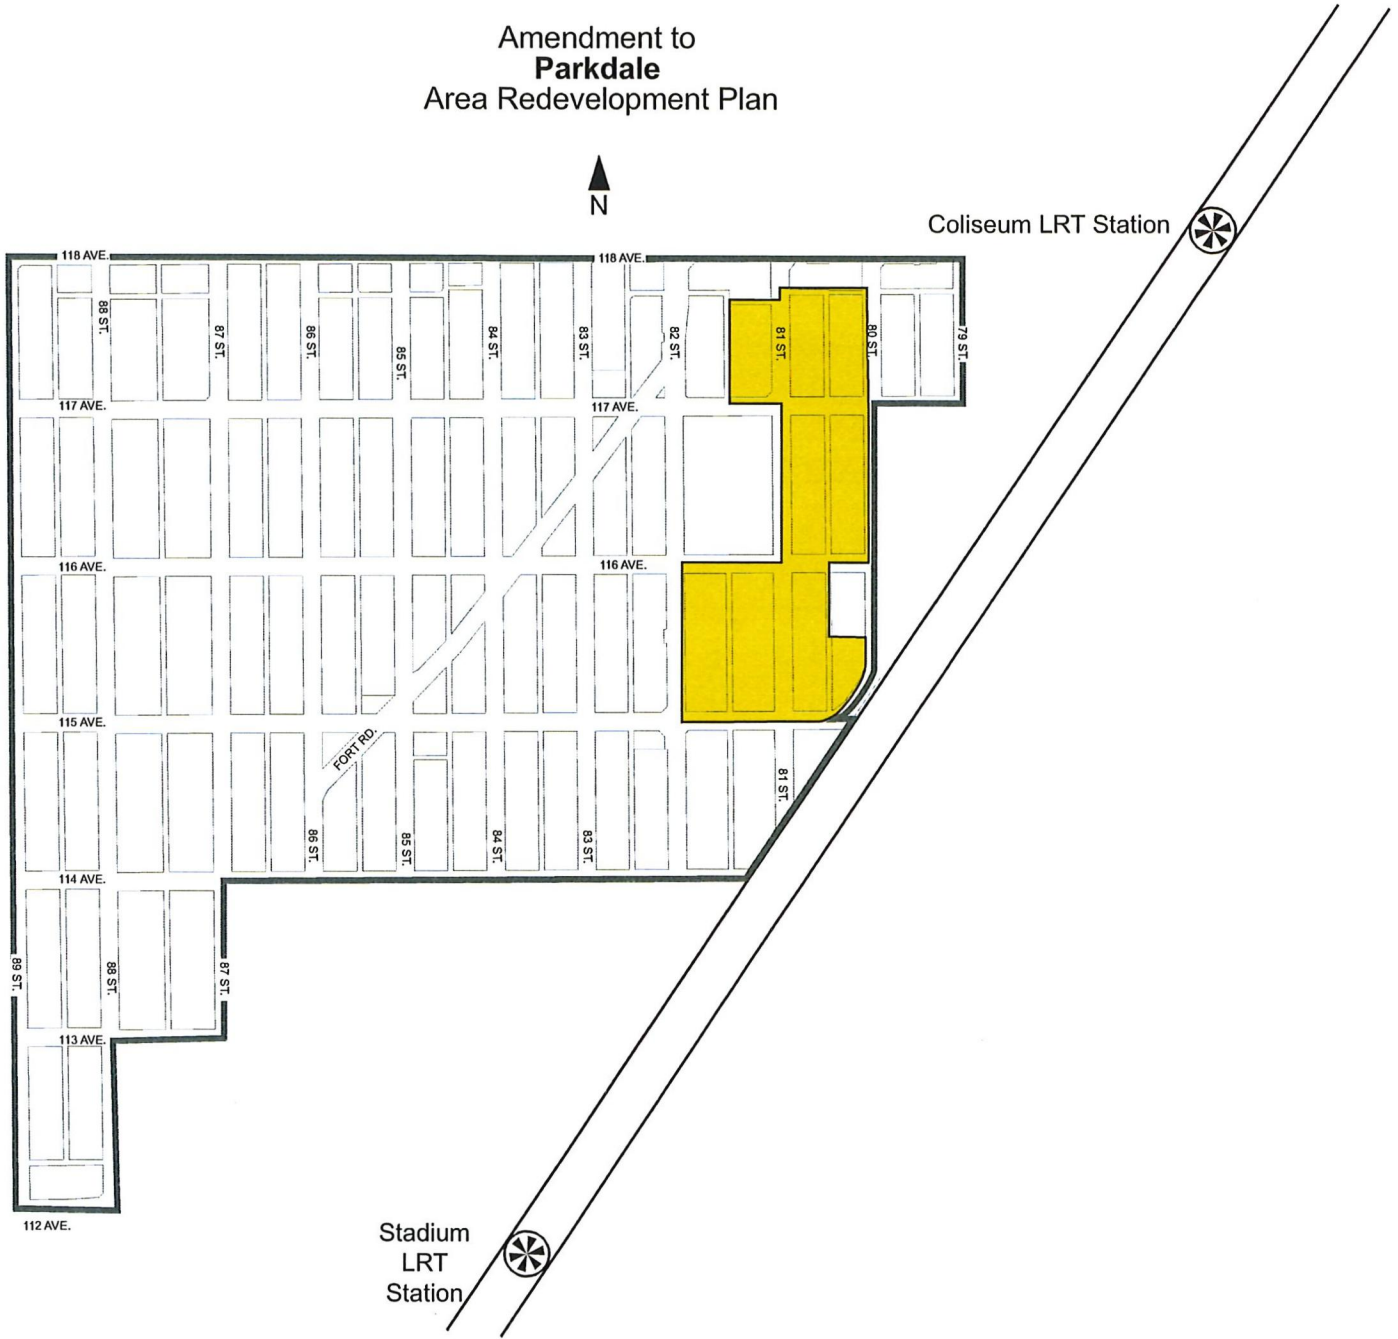 Amendment to
Parkdale
Area Redevelopment Plan
N
Coliseum LRT Station
118 AVE.
118 AVE.
88 ST.
87 ST.
86 ST.
85 ST.
84 ST.
83 ST.
82 ST.
81 ST.
80 ST.
79 ST.
117 AVE.
117 AVE.
116 AVE.
116 AVE.
115 AVE.
FORT RD.
81 ST.
86 ST.
85 ST.
84 ST.
83 ST.
114 AVE.
89 ST.
88 ST.
87 ST.
113 AVE.
112 AVE.
Stadium
LRT
Station